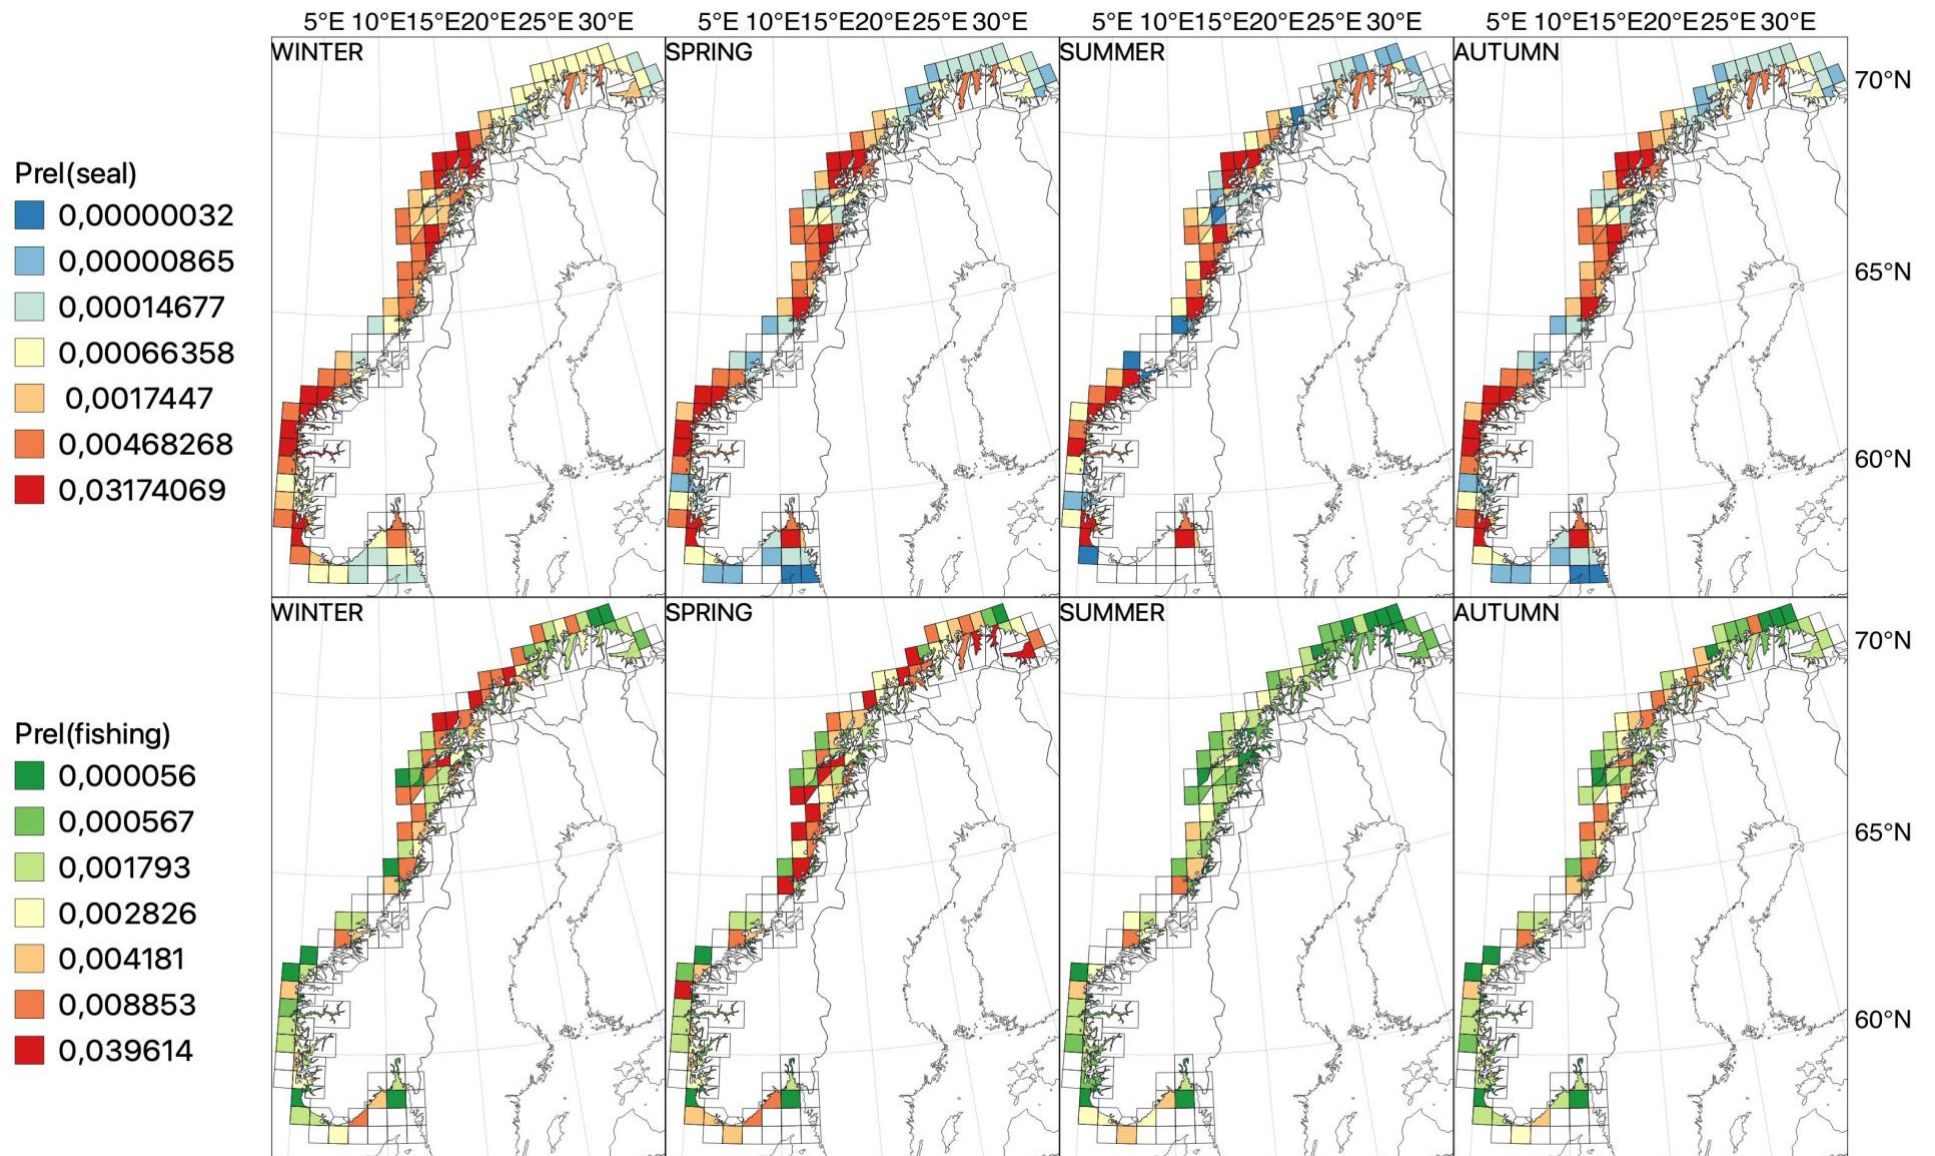 5°E 10°E15°E20°E25°E 30°E 5°E 10°E15°E20°E25°E 30°E 5°E 10°E15°E20°E25°E 30°E 5°E 10°E15°E20°E25°E 30°E
WINTER SPRING SUMMER AUTUMN
70°N
Prel(seal)
0,00000032
0,00000865
65°N
0,00014677
0,00066358
0,0017447
0,00468268
60°N
0,03174069
WINTER SPRING SUMMER AUTUMN
70°N
Prel(fishing)
0,000056
0,000567
65°N
0,001793
0,002826
0,004181
0,008853
60°N
0,039614